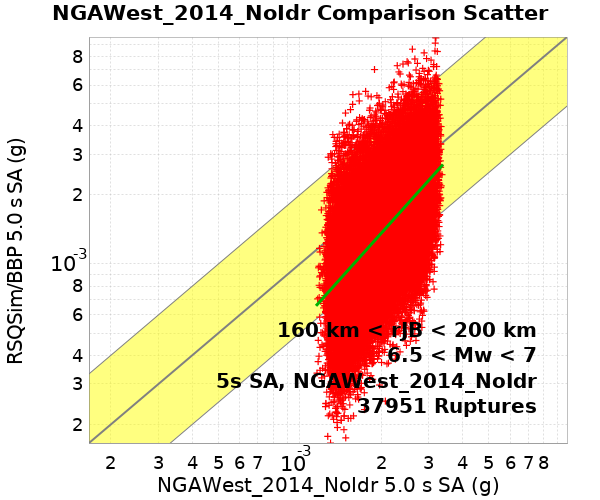 NGAWest_2014_NoIdr Comparison Scatter
RSQSim/BBP 5.0 s SA (g)
8
6
4
3
2
10-3
8
6
4
3
2
160 km < rJB < 200 km
6.5 < Mw < 7
5s SA, NGAWest_2014_NoIdr
37951 Ruptures
2 3 4 5 6 7 10-3 2 3 4 5 6 7 8
NGAWest_2014_NoIdr 5.0 s SA (g)